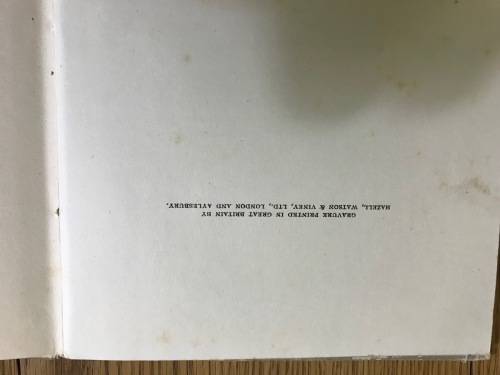 GRAVURE PRINTED IN GREAT BRITAIN BY
HAZELL, WATSON & VINEY, LTD., LONDON AND AYLESBURY.